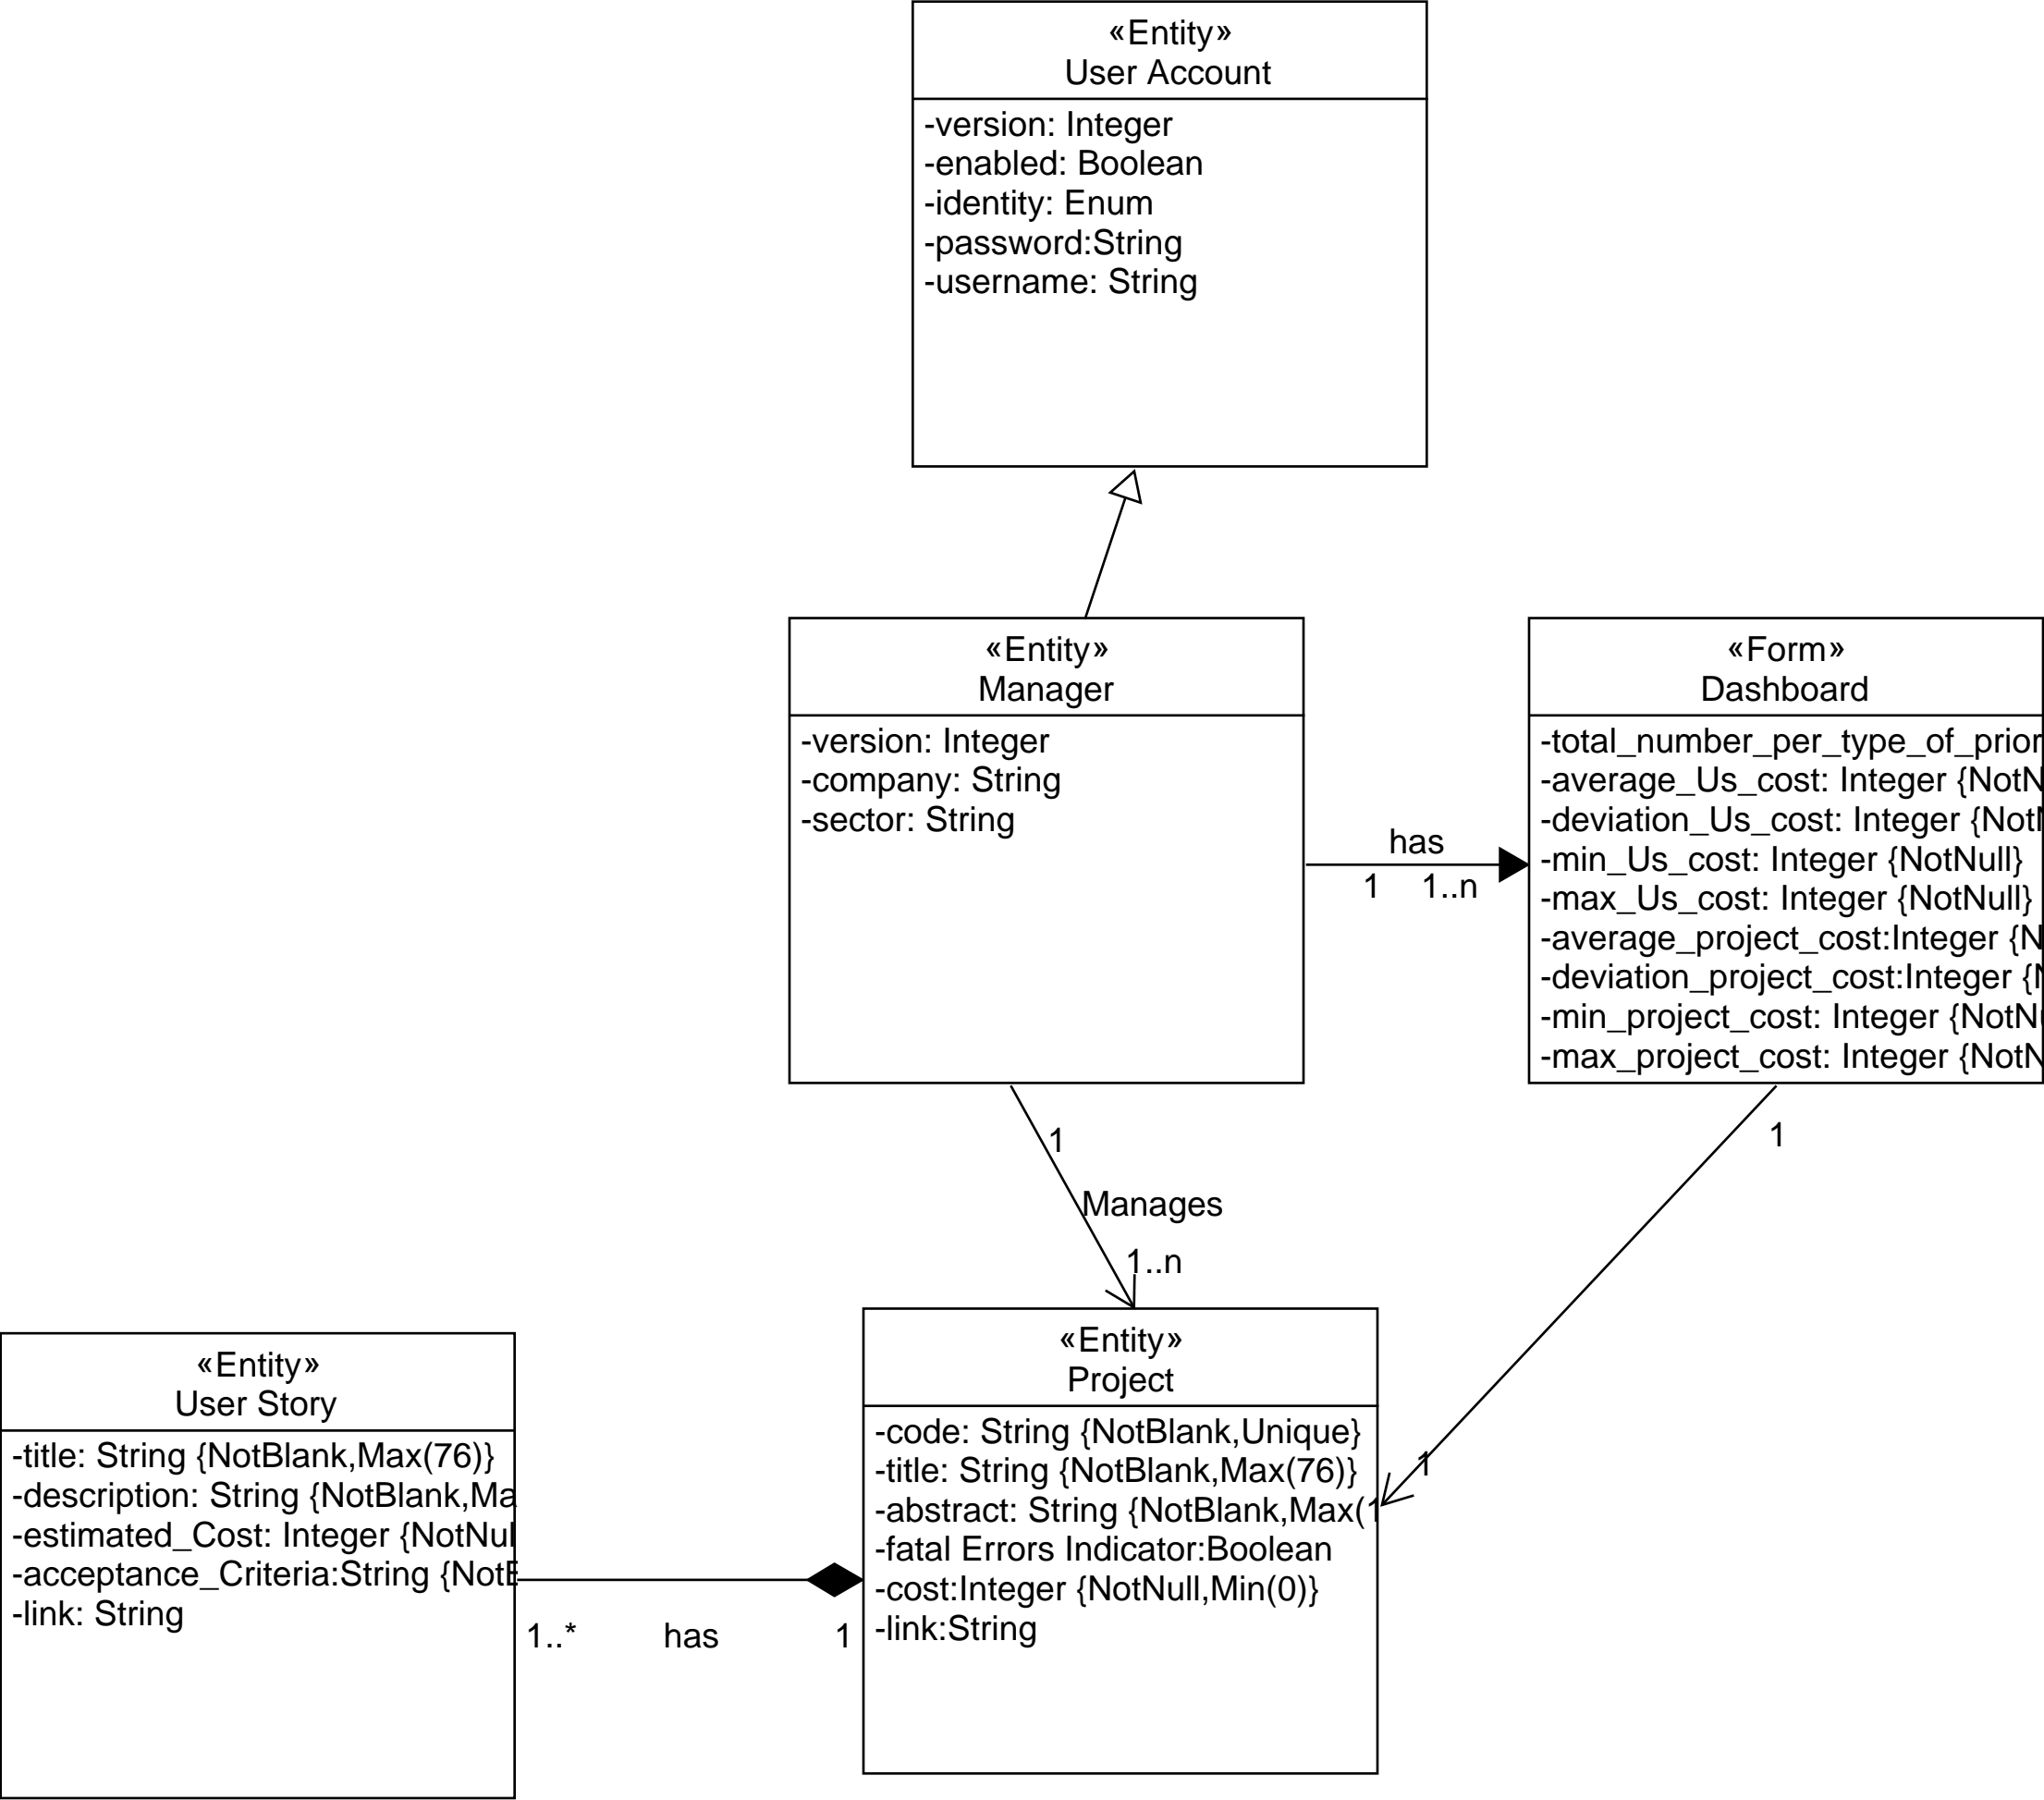 «Entity»
User Account
-version: Integer
-enabled: Boolean
-identity: Enum
-password:String
-username: String
«Entity»
Manager
-version: Integer
-company: String
-sector: String
has
1
1..n
«Form»
Dashboard
-total_number_per_type_of_prior
-average_Us_cost: Integer {NotN
-deviation_Us_cost: Integer {NotN
-min_Us_cost: Integer {NotNull}
-max_Us_cost: Integer {NotNull}
-average_project_cost:Integer {N
-deviation_project_cost:Integer {N
-min_project_cost: Integer {NotNu
-max_project_cost: Integer {NotN
1
Manages
1..n
1
1
«Entity»
User Story
-title: String {NotBlank,Max(76)}
-description: String {NotBlank,Ma
-estimated_Cost: Integer {NotNul
-acceptance_Criteria:String {NotB
-link: String
1..*
has
1
«Entity»
Project
-code: String {NotBlank,Unique}
-title: String {NotBlank,Max(76)}
-abstract: String {NotBlank,Max(1
-fatal Errors Indicator:Boolean
-cost:Integer {NotNull,Min(0)}
-link:String